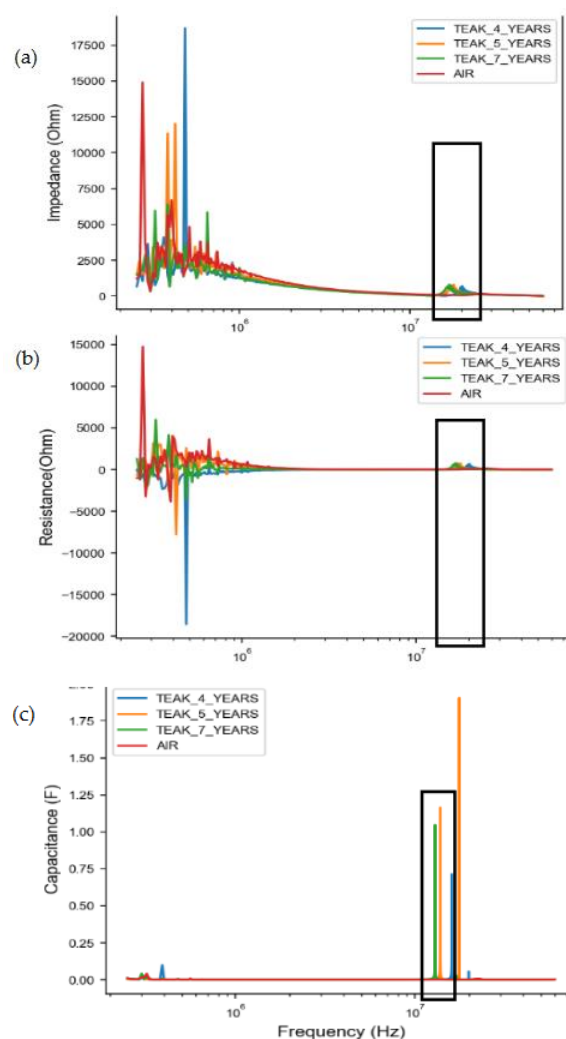 (a)
17500
15000
12500
10000
7500
5000
2500
0
Impedance (Ohm)
TEAK_4_YEARS
TEAK_5_YEARS
TEAK_7_YEARS
AIR
10⁶
10⁷
(b)
15000
10000
5000
0
−5000
−10000
−15000
−20000
Resistance(Ohm)
TEAK_4_YEARS
TEAK_5_YEARS
TEAK_7_YEARS
AIR
10⁶
10⁷
(c)
1.75
1.50
1.25
1.00
0.75
0.50
0.25
0.00
Capacitance (F)
TEAK_4_YEARS
TEAK_5_YEARS
TEAK_7_YEARS
AIR
10⁶
10⁷
Frequency (Hz)